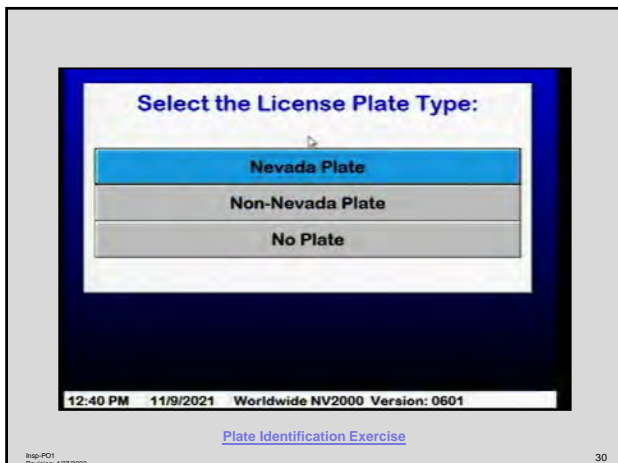 Select the License Plate Type:
Nevada Plate
Non-Nevada Plate
No Plate
12:40 PM 11/9/2021 Worldwide NV2000 Version: 0601
Plate Identification Exercise
Insp-PO1
30